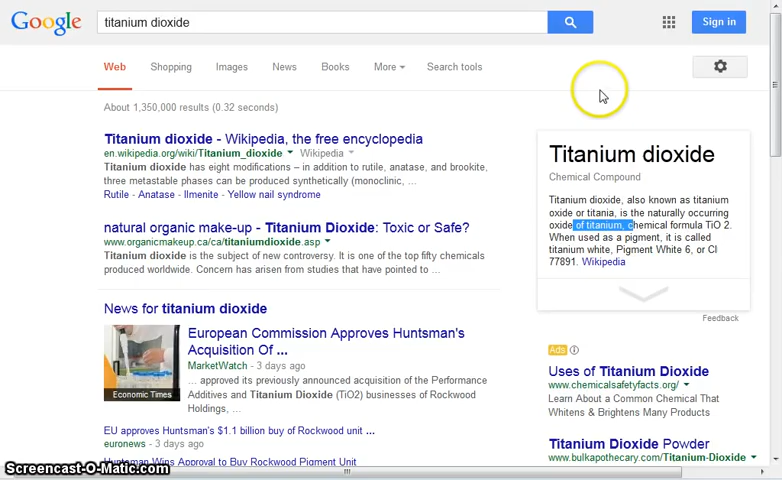 Google
titanium dioxide
Sign in
Web Shopping Images News Books More Search tools
About 1,350,000 results (0.32 seconds)
Titanium dioxide - Wikipedia, the free encyclopedia
en.wikipedia.org/wiki/Titanium_dioxide Wikipedia
Titanium dioxide has eight modifications – in addition to rutile, anatase, and brookite,
three metastable phases can be produced synthetically (monoclinic, ...
Rutile - Anatase - Ilmenite - Yellow nail syndrome
natural organic make-up - Titanium Dioxide: Toxic or Safe?
www.organicmakeup.ca/ca/titaniumdioxide.asp
Titanium dioxide is the subject of new controversy. It is one of the top fifty chemicals
produced worldwide. Concern has arisen from studies that have pointed to ...
News for titanium dioxide
European Commission Approves Huntsman's
Acquisition Of ...
MarketWatch - 3 days ago
... approved its previously announced acquisition of the Performance
Additives and Titanium Dioxide (TiO2) businesses of Rockwood
Holdings, ...
Economic Times
EU approves Huntsman's $1.1 billion buy of Rockwood unit ...
euronews - 3 days ago
Huntsman Wins Approval to Buy Rockwood Pigment Unit
Titanium dioxide
Chemical Compound
Titanium dioxide, also known as titanium
oxide or titania, is the naturally occurring
oxide of titanium, chemical formula TiO 2.
When used as a pigment, it is called
titanium white, Pigment White 6, or CI
77891. Wikipedia
Feedback
Ads
Uses of Titanium Dioxide
www.chemicalsafetyfacts.org/
Learn About a Common Chemical That
Whitens & Brightens Many Products
Titanium Dioxide Powder
www.bulkapothecary.com/Titanium-Dioxide
Screencast-O-Matic.com